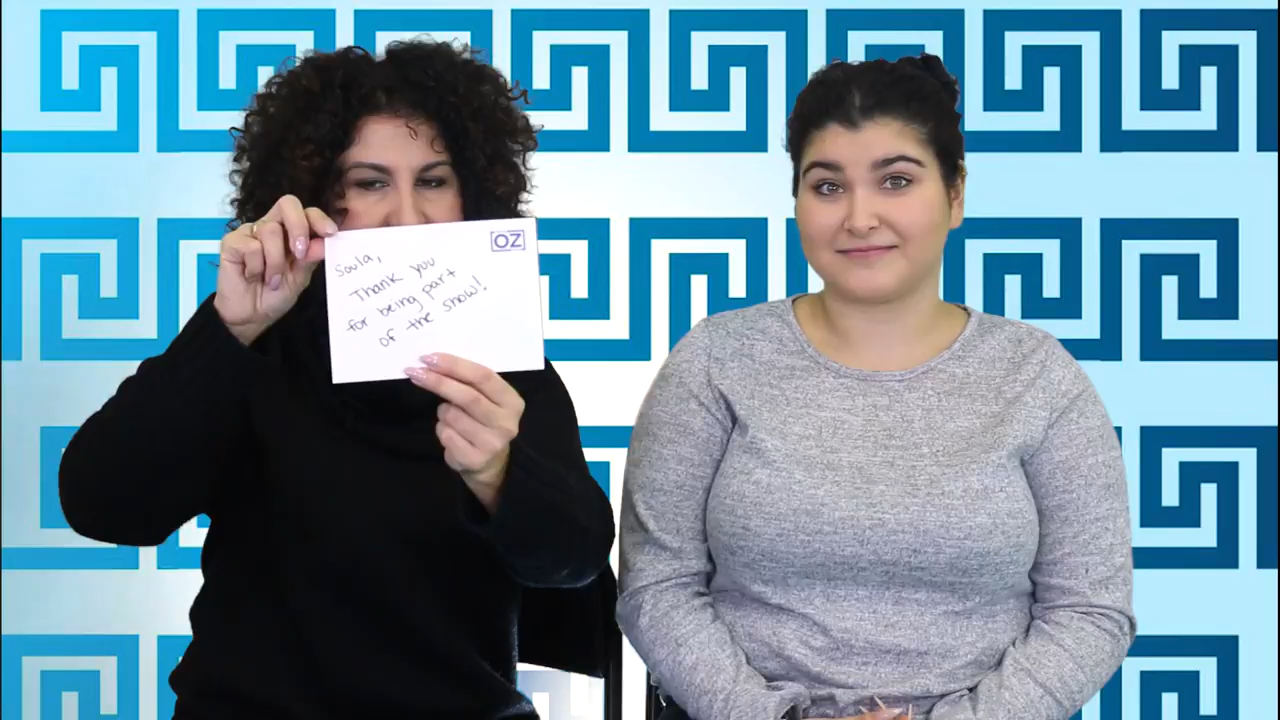 OZ
Soula,
Thank you
for being part
of the show!